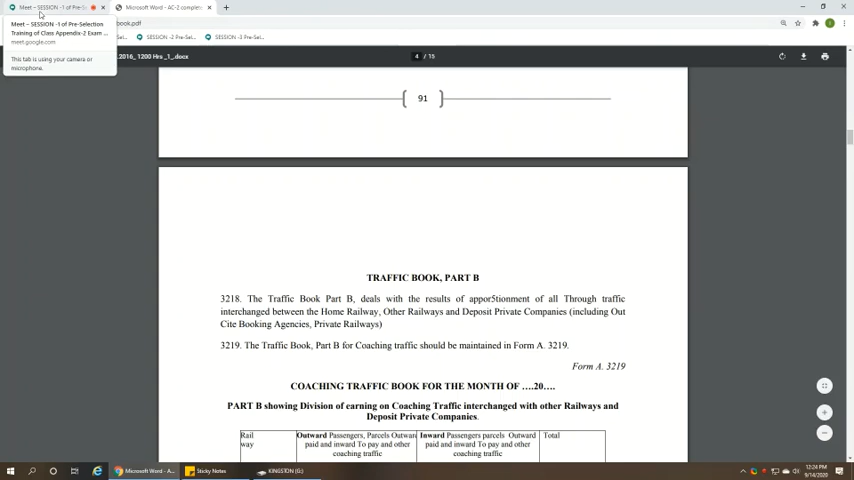 Meet – SESSION -1 of Pre-S
Microsoft Word - AC-2 comple
Meet – SESSION -1 of Pre-Selection
Training of Class Appendix-2 Exam ...
meet.google.com
This tab is using your camera or
microphone.
book.pdf
SESSION -2 Pre-Sel...
SESSION -3 Pre-Sel...
.2016_1200 Hrs _1_.docx
4 / 15
91
TRAFFIC BOOK, PART B
3218. The Traffic Book Part B, deals with the results of appor5tionment of all Through traffic
interchanged between the Home Railway, Other Railways and Deposit Private Companies (including Out
Cite Booking Agencies, Private Railways)
3219. The Traffic Book, Part B for Coaching traffic should be maintained in Form A. 3219.
Form A. 3219
COACHING TRAFFIC BOOK FOR THE MONTH OF ....20....
PART B showing Division of earning on Coaching Traffic interchanged with other Railways and
Deposit Private Companies.
Rail
way
Outward Passengers, Parcels Outward
paid and inward To pay and other
coaching traffic
Inward Passengers parcels Outward
paid and inward To pay and other
coaching traffic
Total
Microsoft Word - A...
Sticky Notes
KINGSTON (G:)
12:24 PM
9/14/2020